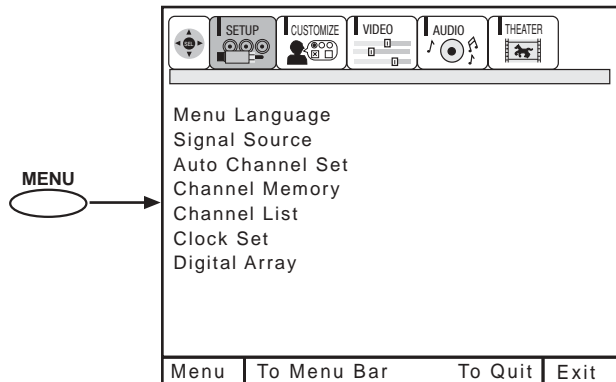 SETUP CUSTOMIZE VIDEO AUDIO THEATER
SEL
Menu Language
Signal Source
Auto Channel Set
MENU
Channel Memory
Channel List
Clock Set
Digital Array
Menu To Menu Bar To Quit Exit